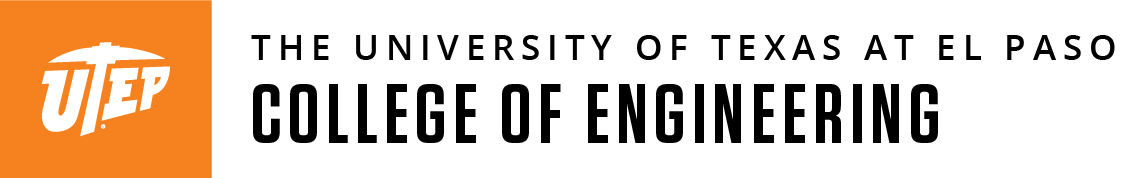 UTEP®
THE UNIVERSITY OF TEXAS AT EL PASO
COLLEGE OF ENGINEERING